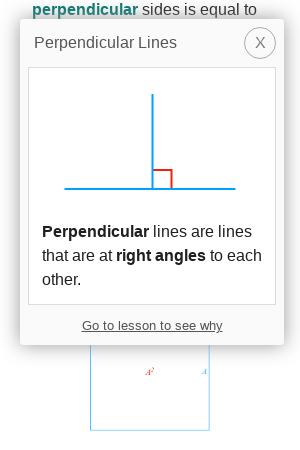 perpendicular sides is equal to
Perpendicular Lines
X
Perpendicular lines are lines
that are at right angles to each
other.
Go to lesson to see why
A²
A